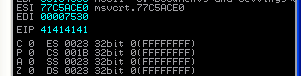 ESI 77C5ACE0 msvcrt.77C5ACE0
EDI 00007530
EIP 41414141
C 0 ES 0023 32bit 0(FFFFFFFF)
P 0 CS 001B 32bit 0(FFFFFFFF)
A 0 SS 0023 32bit 0(FFFFFFFF)
Z 0 DS 0023 32bit 0(FFFFFFFF)